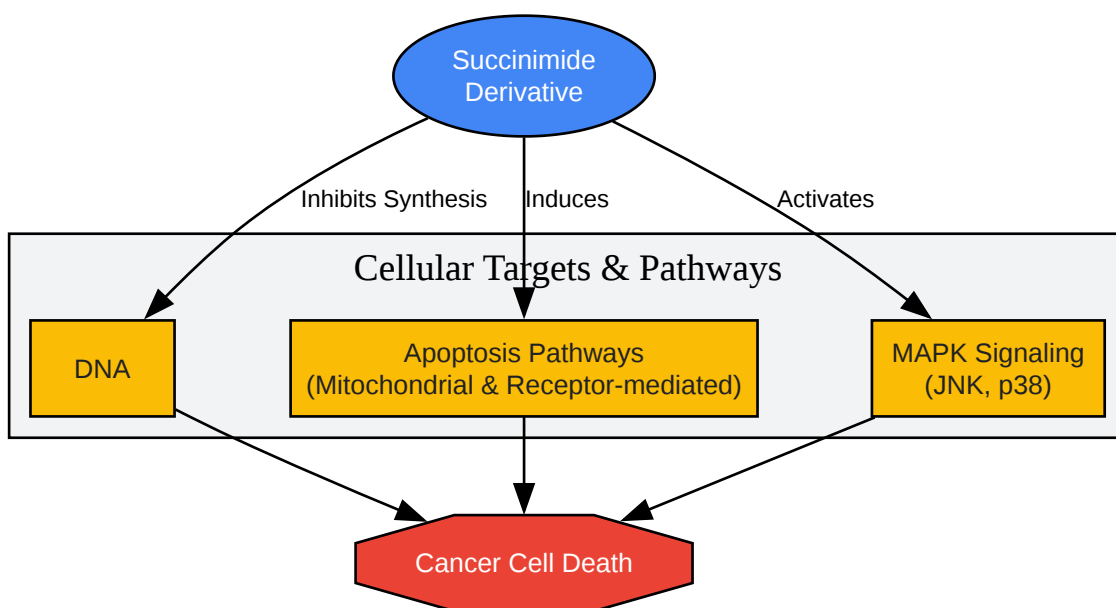 Succinimide
Derivative
Inhibits Synthesis
Induces
Activates
Cellular Targets & Pathways
DNA
Apoptosis Pathways
(Mitochondrial & Receptor-mediated)
MAPK Signaling
(JNK, p38)
Cancer Cell Death